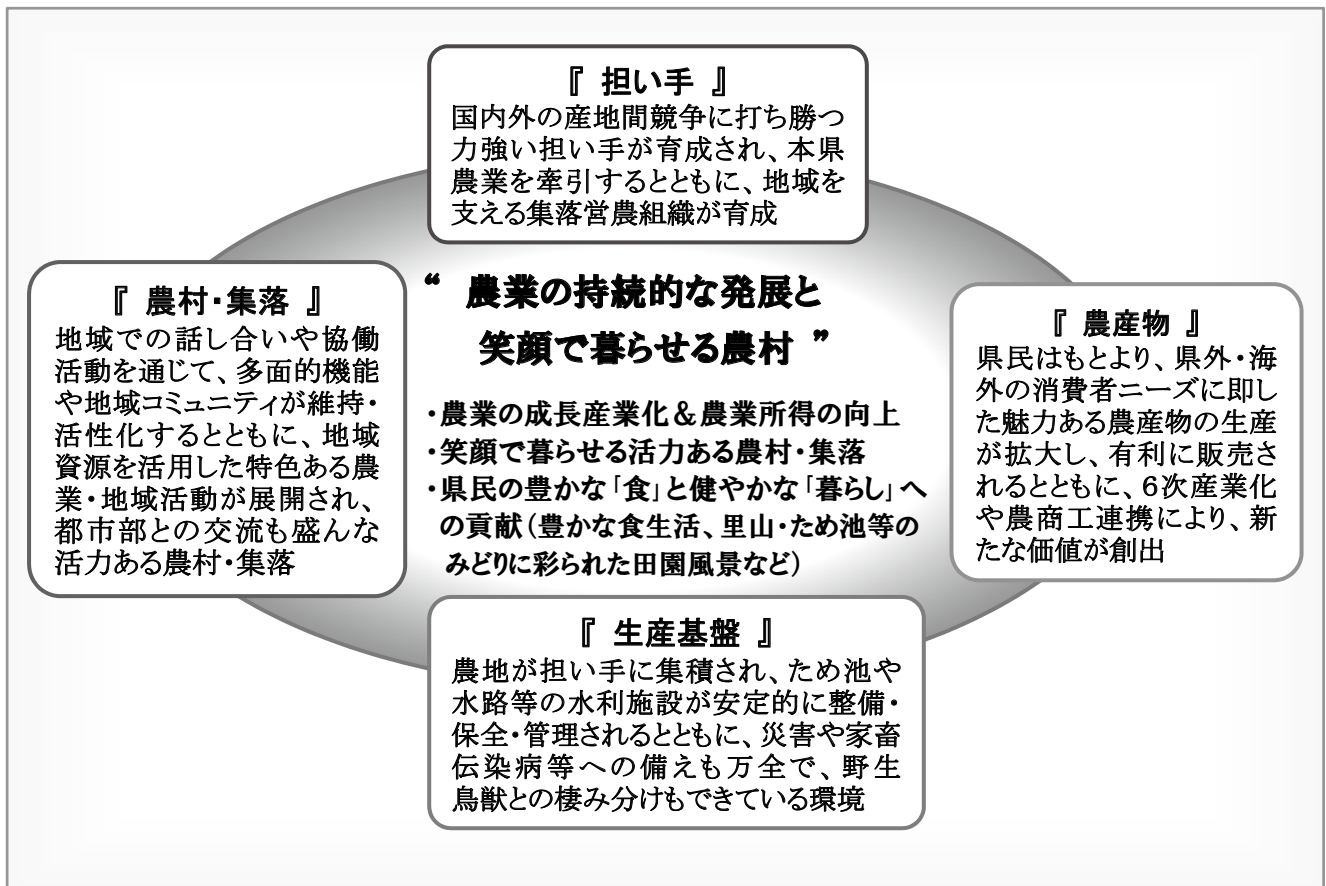 『 担い手 』
国内外の産地間競争に打ち勝つ
力強い担い手が育成され、本県
農業を牽引するとともに、地域を
支える集落営農組織が育成
『 農村・集落 』
地域での話し合いや協働
活動を通じて、多面的機能
や地域コミュニティが維持・
活性化するとともに、地域
資源を活用した特色ある農
業・地域活動が展開され、
都市部との交流も盛んな
活力ある農村・集落
“ 農業の持続的な発展と
笑顔で暮らせる農村 ”
・農業の成長産業化＆農業所得の向上
・笑顔で暮らせる活力ある農村・集落
・県民の豊かな「食」と健やかな「暮らし」へ
の貢献（豊かな食生活、里山・ため池等の
みどりに彩られた田園風景など）
『 農産物 』
県民はもとより、県外・海
外の消費者ニーズに即し
た魅力ある農産物の生産
が拡大し、有利に販売さ
れるとともに、６次産業化
や農商工連携により、新
たな価値が創出
『 生産基盤 』
農地が担い手に集積され、ため池や
水路等の水利施設が安定的に整備・
保全・管理されるとともに、災害や家畜
伝染病等への備えも万全で、野生
鳥獣との棲み分けもできている環境